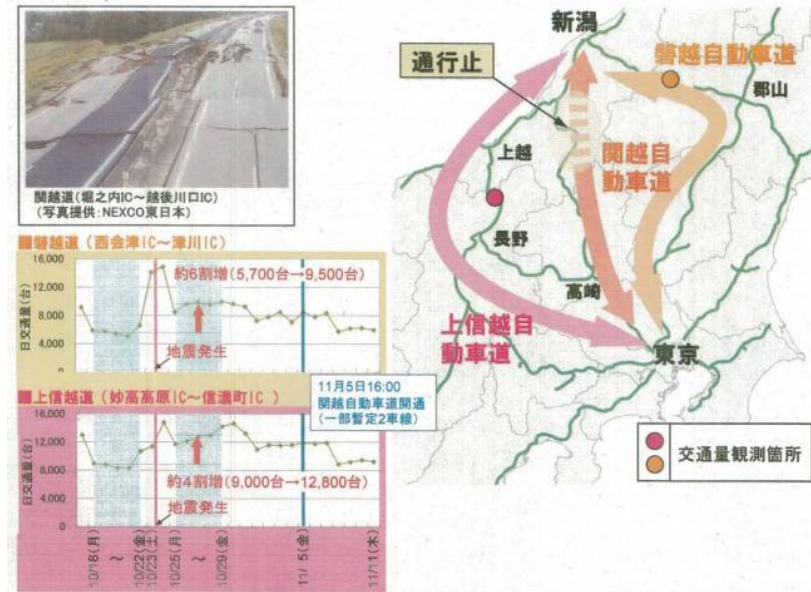 関越道(堀之内IC～越後川口IC)
(写真提供:NEXCO東日本)
■磐越道(西会津IC～津川IC)
日交通量(台)
16,000
12,000
8,000
4,000
0
約6割増(5,700台→9,500台)
地震発生
■上信越道(妙高高原IC～信濃町IC )
日交通量(台)
16,000
12,000
8,000
4,000
0
約4割増(9,000台→12,800台)
地震発生
11月5日16:00
関越自動車道開通
(一部暫定2車線)
10/18(月)
～
10/22(金)
10/23(土)
10/25(月)
～
10/29(金)
11/ 5(金)
11/11(木)
新潟
通行止
磐越自動車道
郡山
上越
関越自
動車道
長野
高崎
上信越自
動車道
東京
交通量観測箇所